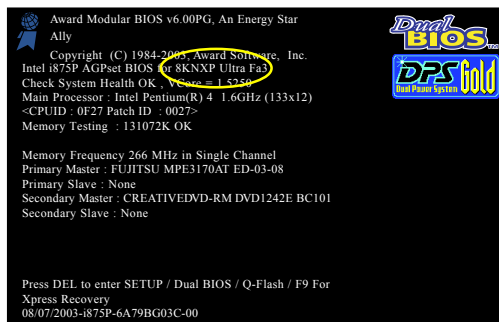 Award Modular BIOS v6.00PG, An Energy Star
Ally
Copyright (C) 1984-2003, Award Software, Inc.
Intel i875P AGPset BIOS for 8KNXP Ultra Fa3
Check System Health OK , VCore = 1.5250
Main Processor : Intel Pentium(R) 4 1.6GHz (133x12)
<CPUID : 0F27 Patch ID : 0027>
Memory Testing : 131072K OK
Memory Frequency 266 MHz in Single Channel
Primary Master : FUJITSU MPE3170AT ED-03-08
Primary Slave : None
Secondary Master : CREATIVEDVD-RM DVD1242E BC101
Secondary Slave : None
Press DEL to enter SETUP / Dual BIOS / Q-Flash / F9 For
Xpress Recovery
08/07/2003-i875P-6A79BG03C-00
Dual
BIOS
DPS Gold
Dual Power System